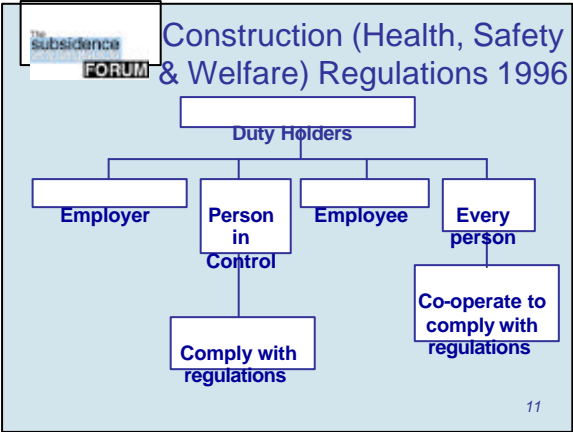 The
subsidence
FORUM
Construction (Health, Safety
& Welfare) Regulations 1996
Duty Holders
Employer
Person
in
Control
Employee
Every
person
Co-operate to
comply with
regulations
Comply with
regulations
11